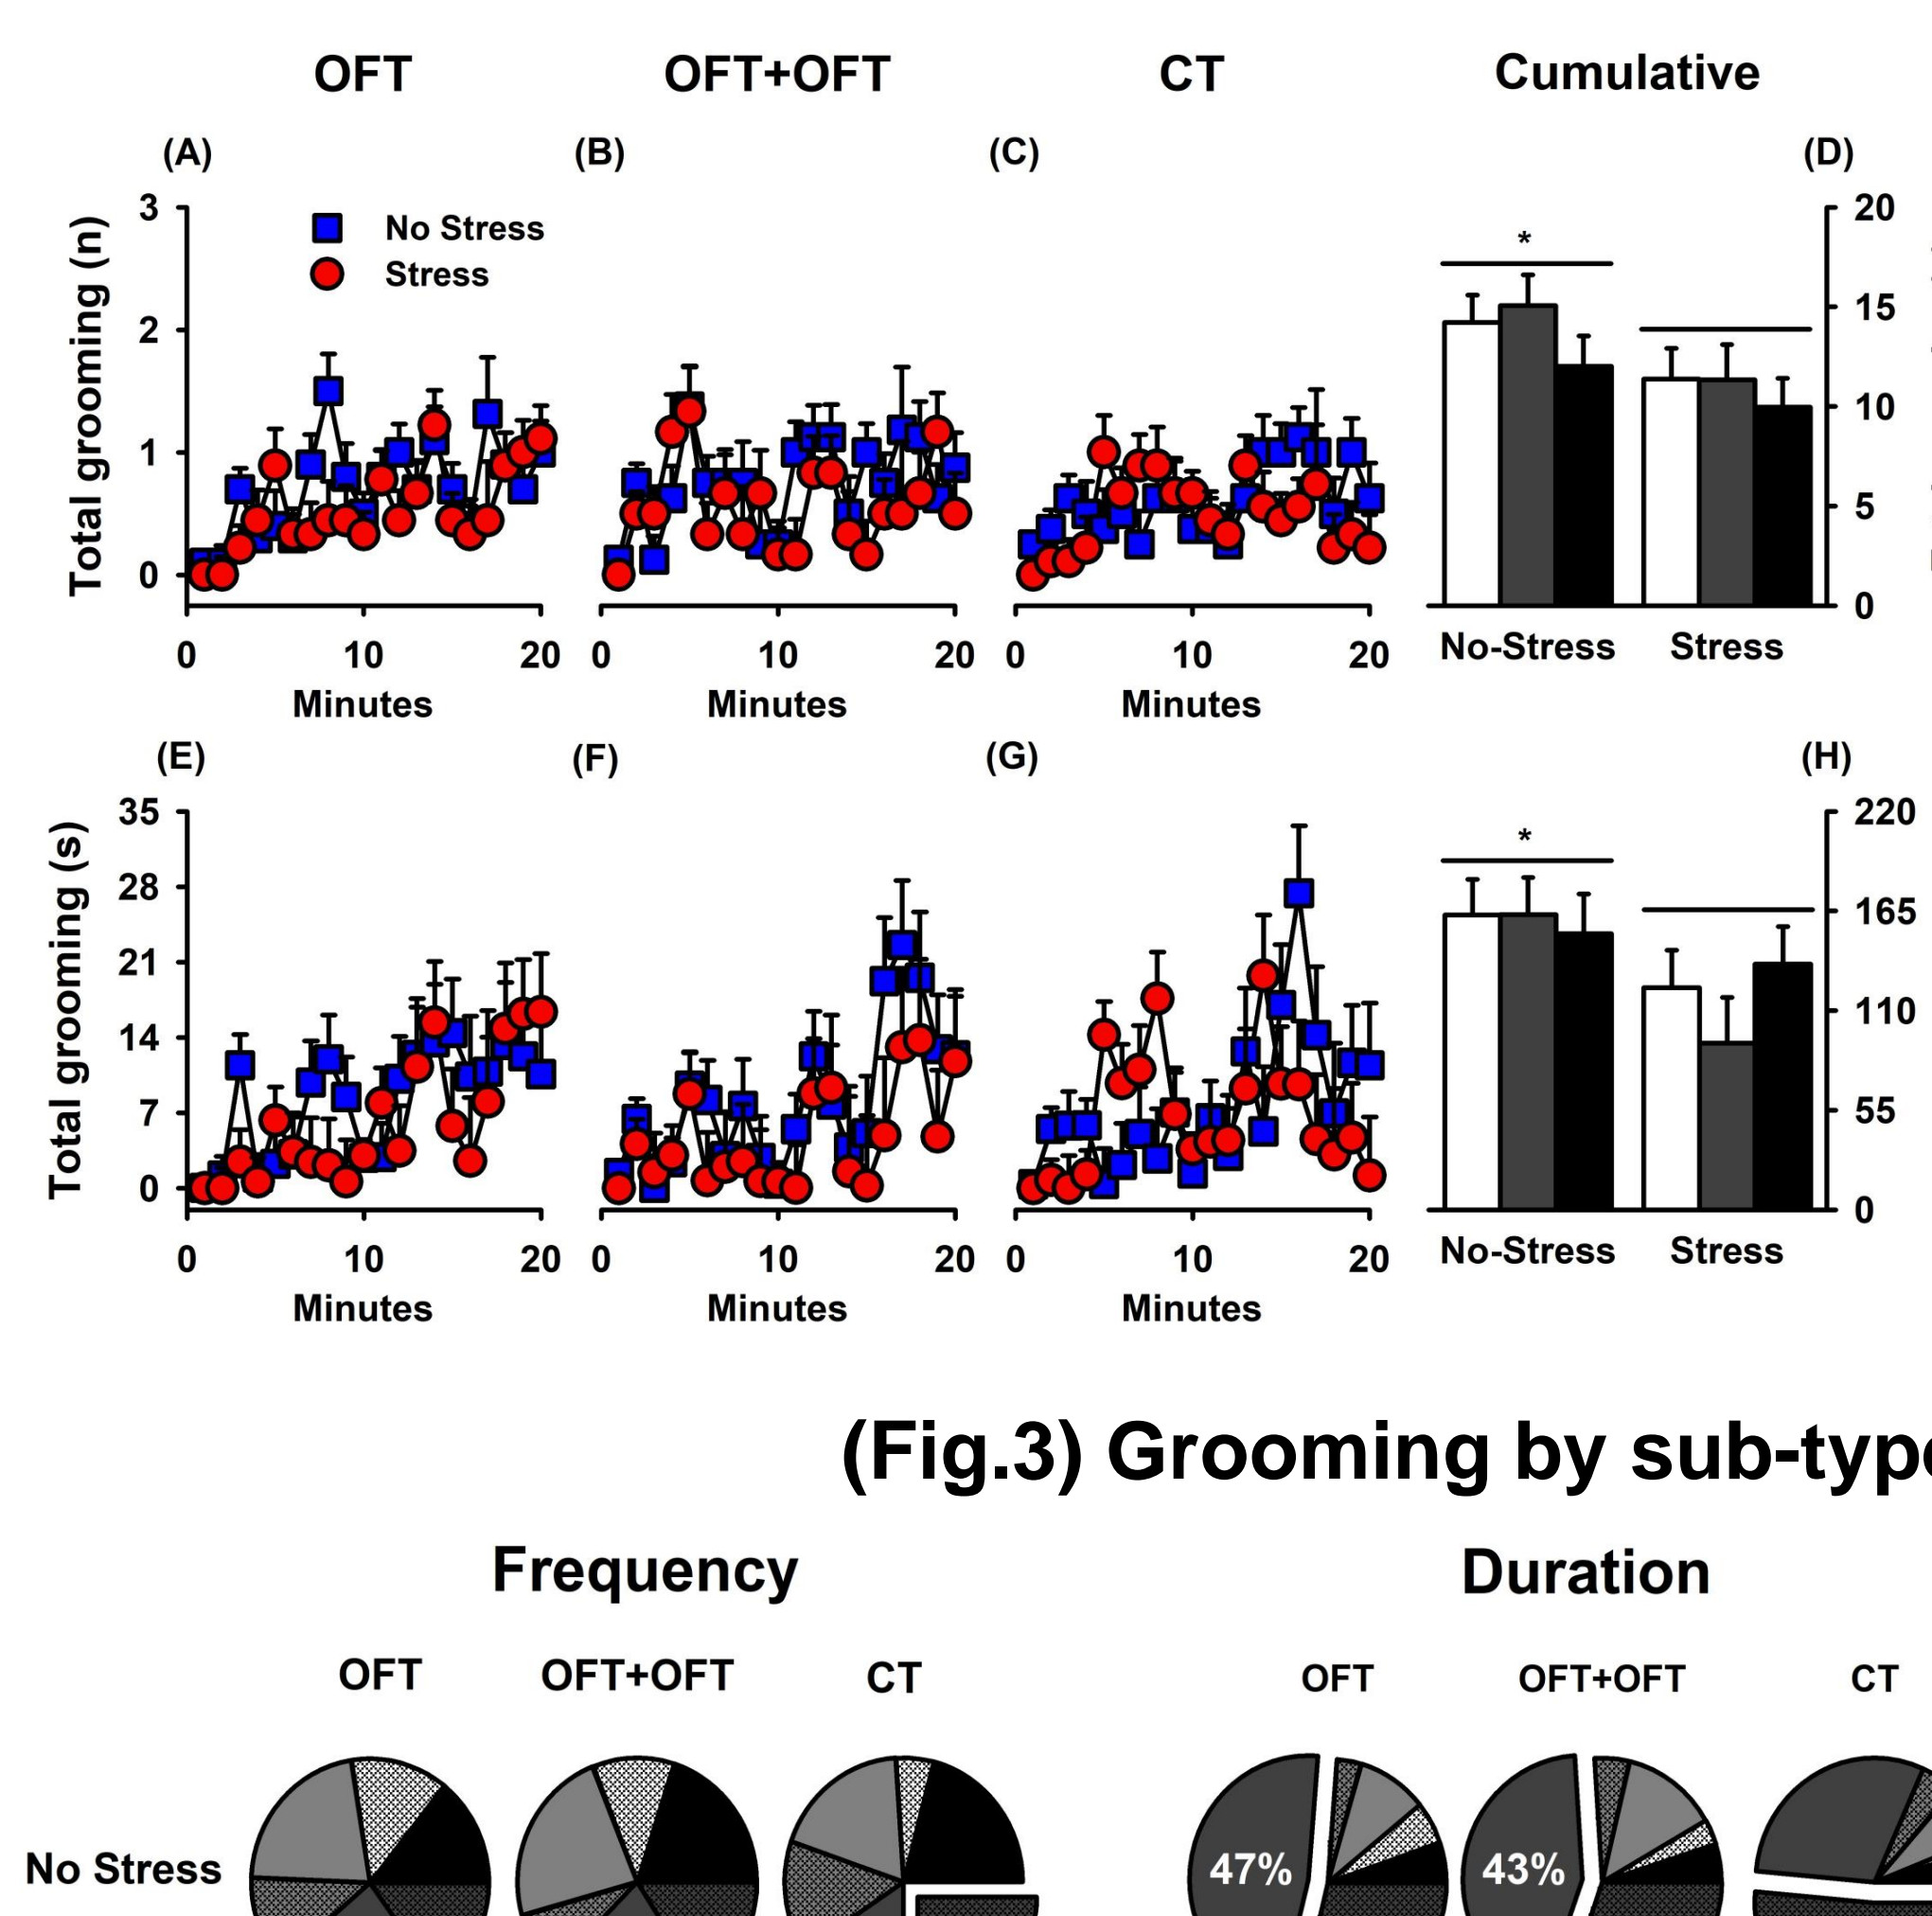 OFT OFT+OFT CT Cumulative
(A) (B) (C) (D)
Total grooming (n)
3
2
1
0
No Stress
Stress
*
20
15
10
5
0
0 10 20 0 10 20 0 10 20
No-Stress Stress
Minutes Minutes Minutes
(E) (F) (G) (H)
Total grooming (s)
35
28
21
14
7
0
*
220
165
110
55
0
0 10 20 0 10 20 0 10 20
No-Stress Stress
Minutes Minutes Minutes
(Fig.3) Grooming by sub-type
Frequency Duration
OFT OFT+OFT CT OFT OFT+OFT CT
No Stress 47% 43%